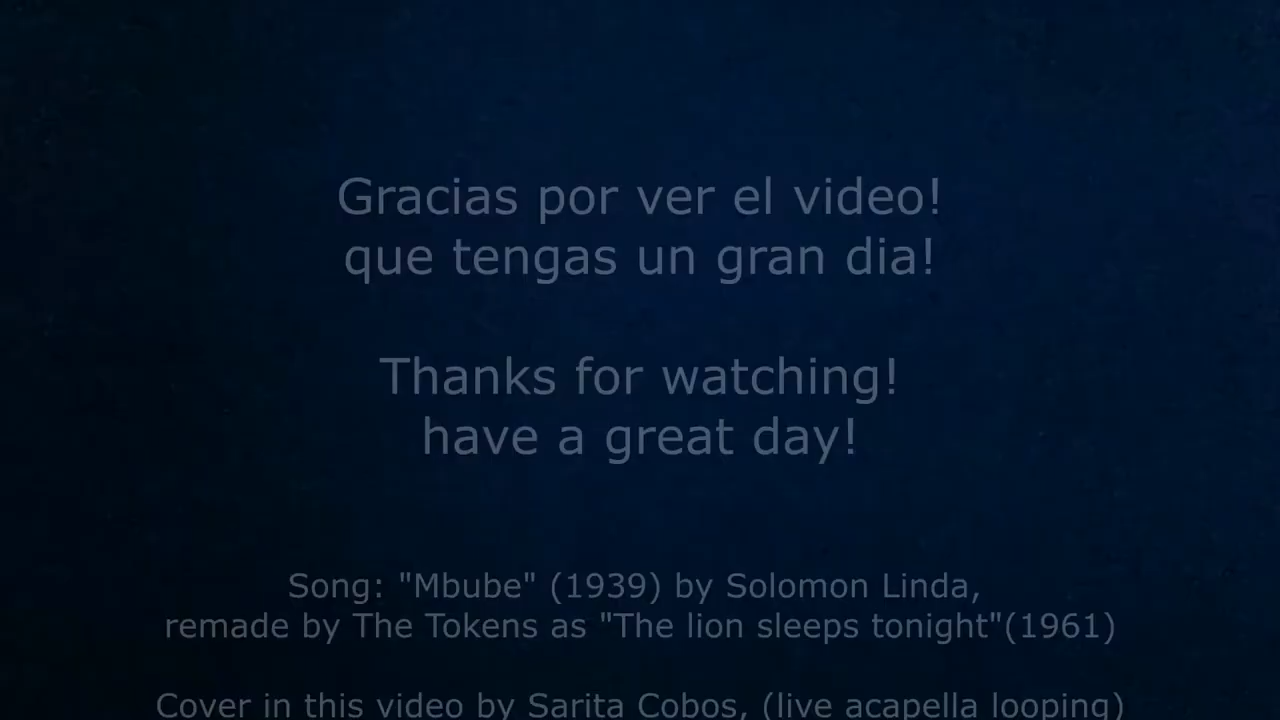 Gracias por ver el video!
que tengas un gran dia!
Thanks for watching!
have a great day!
Song: "Mbube" (1939) by Solomon Linda,
remade by The Tokens as "The lion sleeps tonight"(1961)
Cover in this video by Sarita Cobos, (live acapella looping)